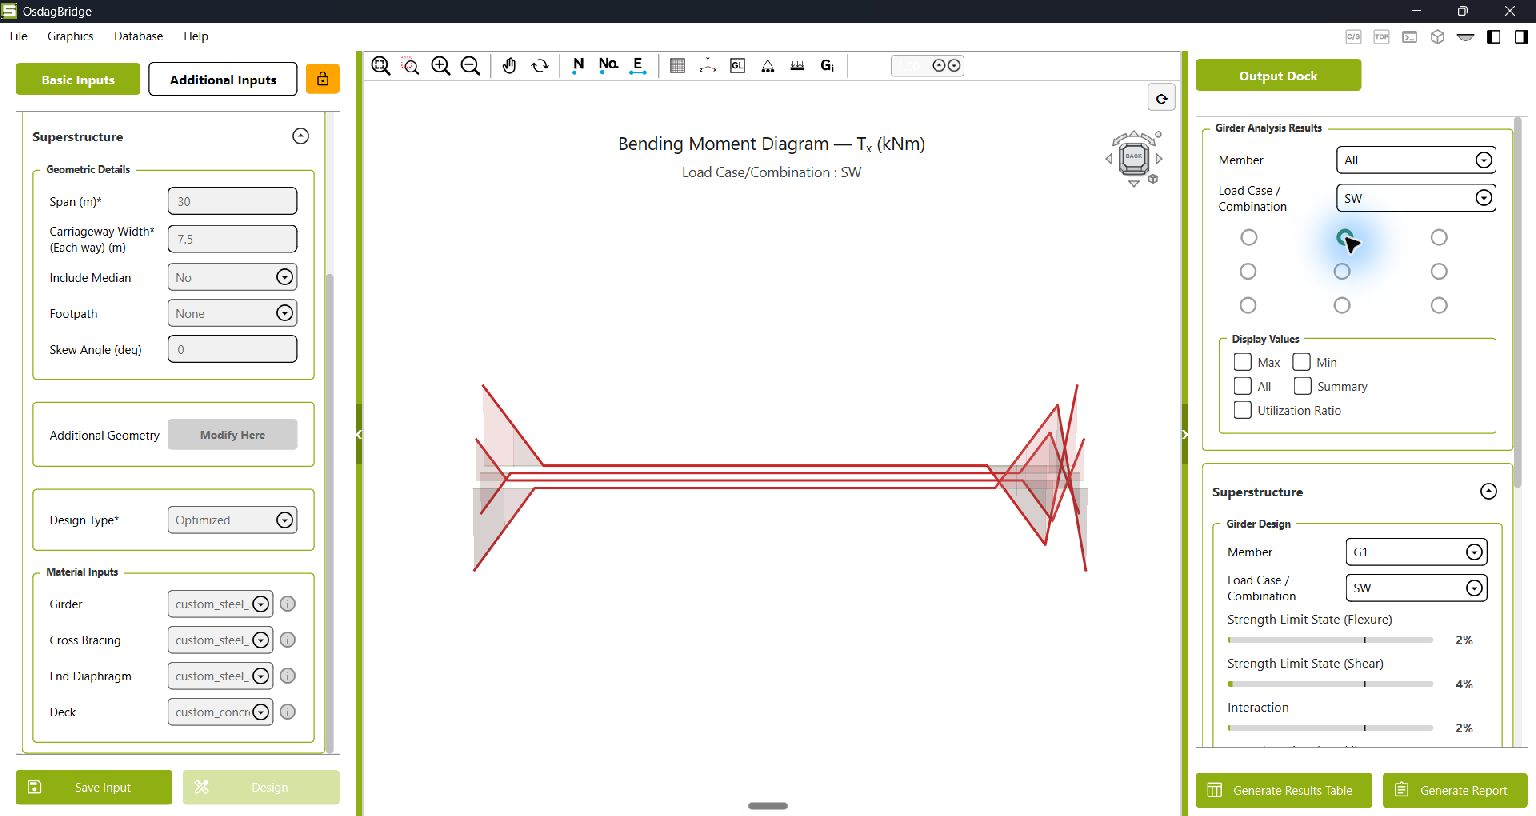 OsdagBridge
File Graphics Database Help
C/S TOP
Basic Inputs
Additional Inputs
Superstructure
Geometric Details
Span (m)* 30
Carriageway Width*
(Each way) (m) 7.5
Include Median No
Footpath None
Skew Angle (deg) 0
Additional Geometry Modify Here
Design Type* Optimized
Material Inputs
Girder custom_steel_
Cross Bracing custom_steel_
End Diaphragm custom_steel_
Deck custom_concr
Save Input
Design
N No. E GL Gi
Bending Moment Diagram — Tx (kNm)
Load Case/Combination : SW
BACK
Output Dock
Girder Analysis Results
Member All
Load Case /
Combination SW
Display Values
Max Min
All Summary
Utilization Ratio
Superstructure
Girder Design
Member G1
Load Case /
Combination SW
Strength Limit State (Flexure)
2%
Strength Limit State (Shear)
4%
Interaction
2%
Generate Results Table
Generate Report